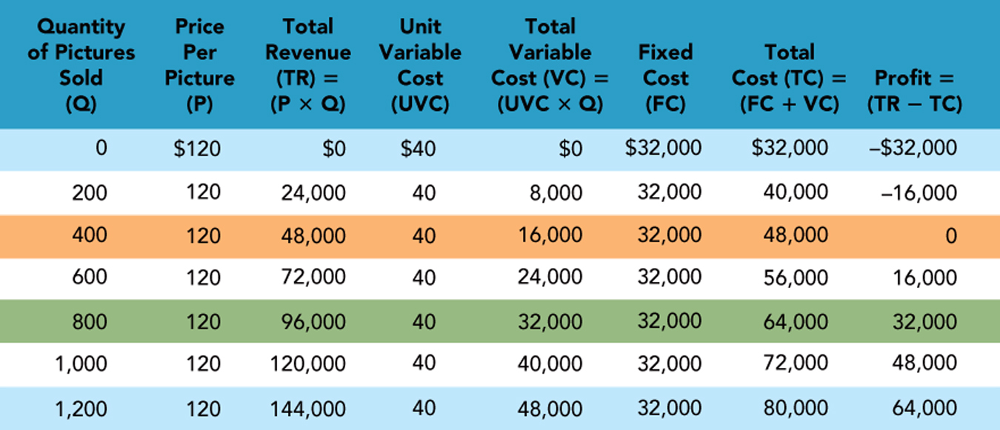 Quantity of Pictures Sold (Q) Price Per Picture (P) Total Revenue (TR) = (P × Q) Unit Variable Cost (UVC) Total Variable Cost (VC) = (UVC × Q) Fixed Cost (FC) Total Cost (TC) = (FC + VC) Profit = (TR – TC)
0 $120 $0 $40 $0 $32,000 $32,000 –$32,000
200 120 24,000 40 8,000 32,000 40,000 –16,000
400 120 48,000 40 16,000 32,000 48,000 0
600 120 72,000 40 24,000 32,000 56,000 16,000
800 120 96,000 40 32,000 32,000 64,000 32,000
1,000 120 120,000 40 40,000 32,000 72,000 48,000
1,200 120 144,000 40 48,000 32,000 80,000 64,000